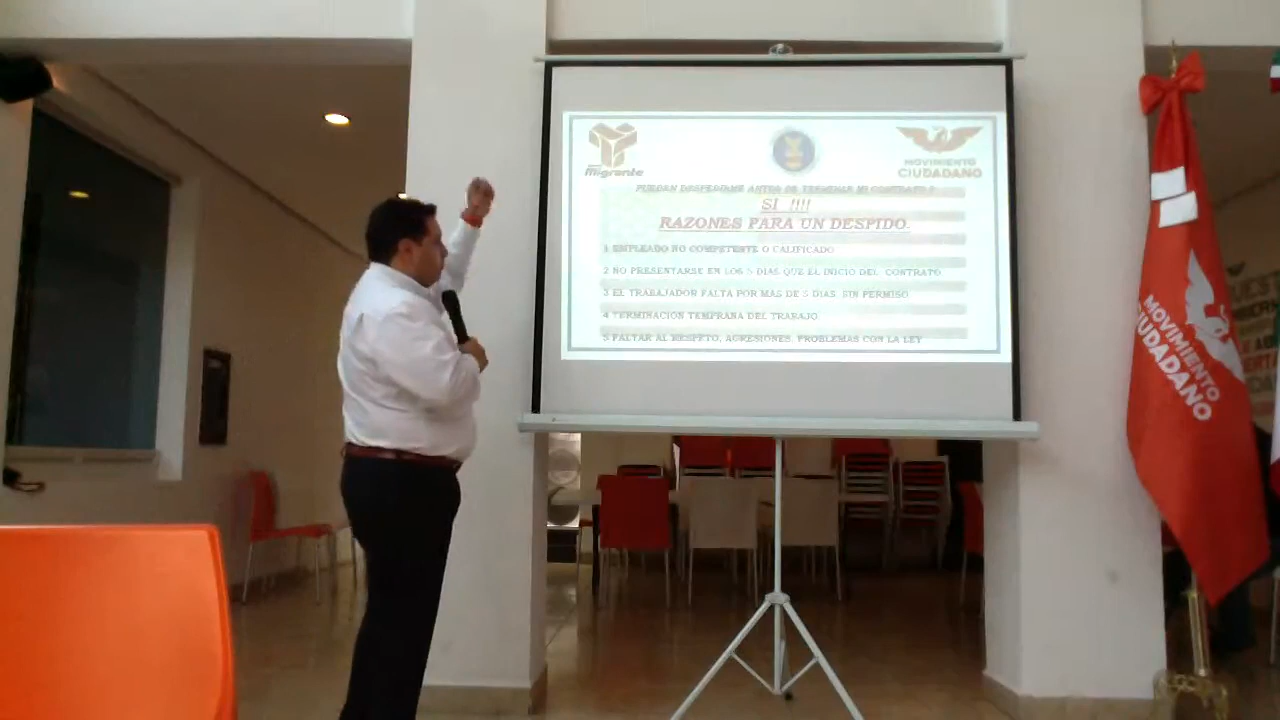 Migrante
MOVIMIENTO
CIUDADANO
PUEDEN DESPEDIRME ANTES DE TERMINAR MI CONTRATO ?
SI !!!!
RAZONES PARA UN DESPIDO.
1 EMPLEADO NO COMPETENTE O CALIFICADO
2 NO PRESENTARSE EN LOS 5 DIAS QUE EL INICIO DEL CONTRATO
3 EL TRABAJADOR FALTA POR MAS DE 5 DIAS SIN PERMISO
4 TERMINACION TEMPRANA DEL TRABAJO
5 FALTAR AL RESPETO, AGRESIONES, PROBLEMAS CON LA LEY
MOVIMIENTO
CIUDADANO